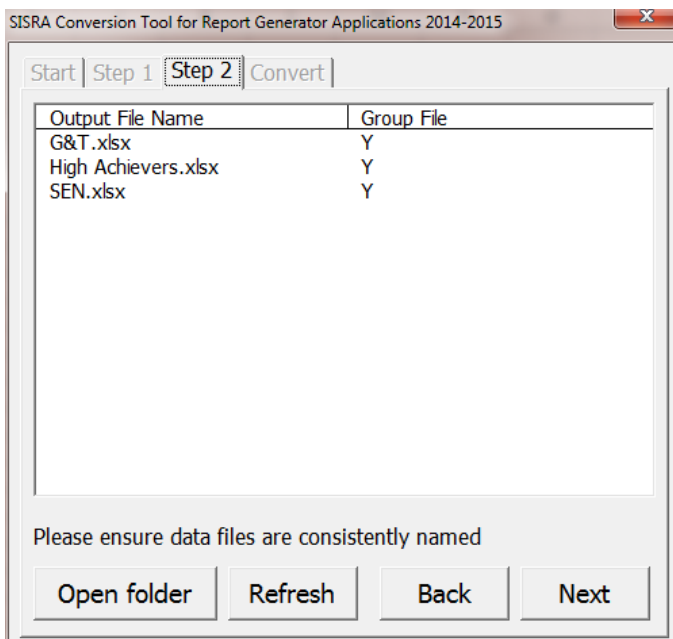 SISRA Conversion Tool for Report Generator Applications 2014-2015
X
Start Step 1 Step 2 Convert
Output File Name Group File
G&T.xlsx Y
High Achievers.xlsx Y
SEN.xlsx Y
Please ensure data files are consistently named
Open folder Refresh Back Next